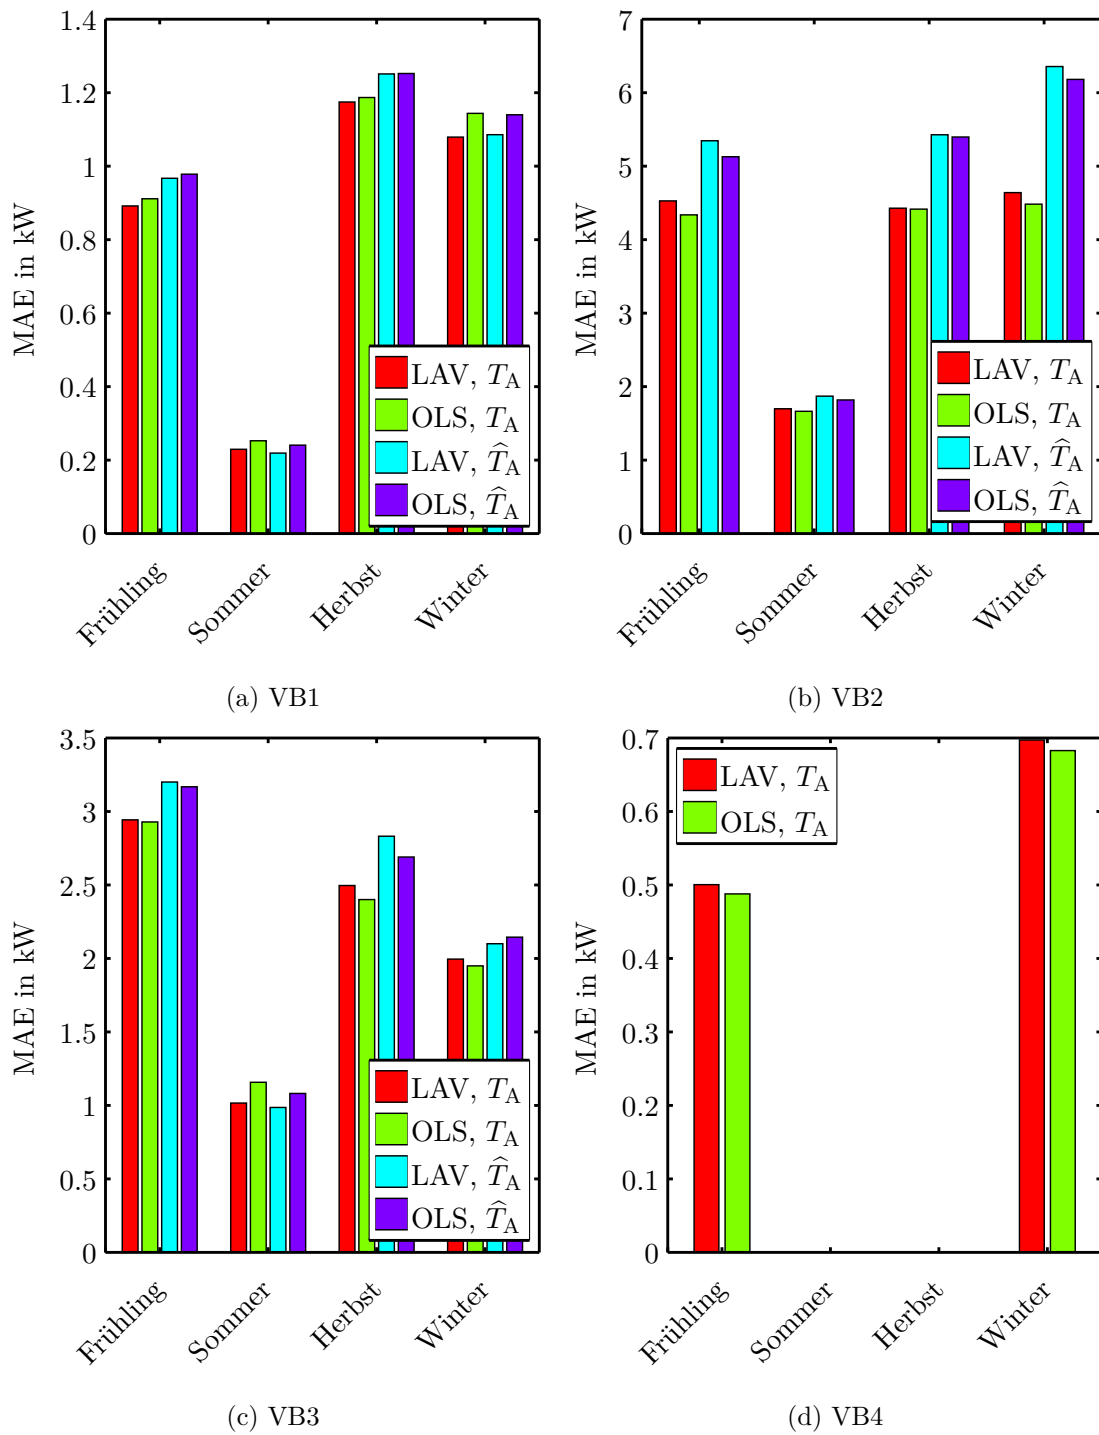 1.4
1.2
1
0.8
0.6
0.4
0.2
0
MAE in kW
LAV, T_A
OLS, T_A
LAV, T̂_A
OLS, T̂_A
Frühling
Sommer
Herbst
Winter
(a) VB1
7
6
5
4
3
2
1
0
MAE in kW
LAV, T_A
OLS, T_A
LAV, T̂_A
OLS, T̂_A
Frühling
Sommer
Herbst
Winter
(b) VB2
3.5
3
2.5
2
1.5
1
0.5
0
MAE in kW
LAV, T_A
OLS, T_A
LAV, T̂_A
OLS, T̂_A
Frühling
Sommer
Herbst
Winter
(c) VB3
0.7
0.6
0.5
0.4
0.3
0.2
0.1
0
MAE in kW
LAV, T_A
OLS, T_A
Frühling
Sommer
Herbst
Winter
(d) VB4